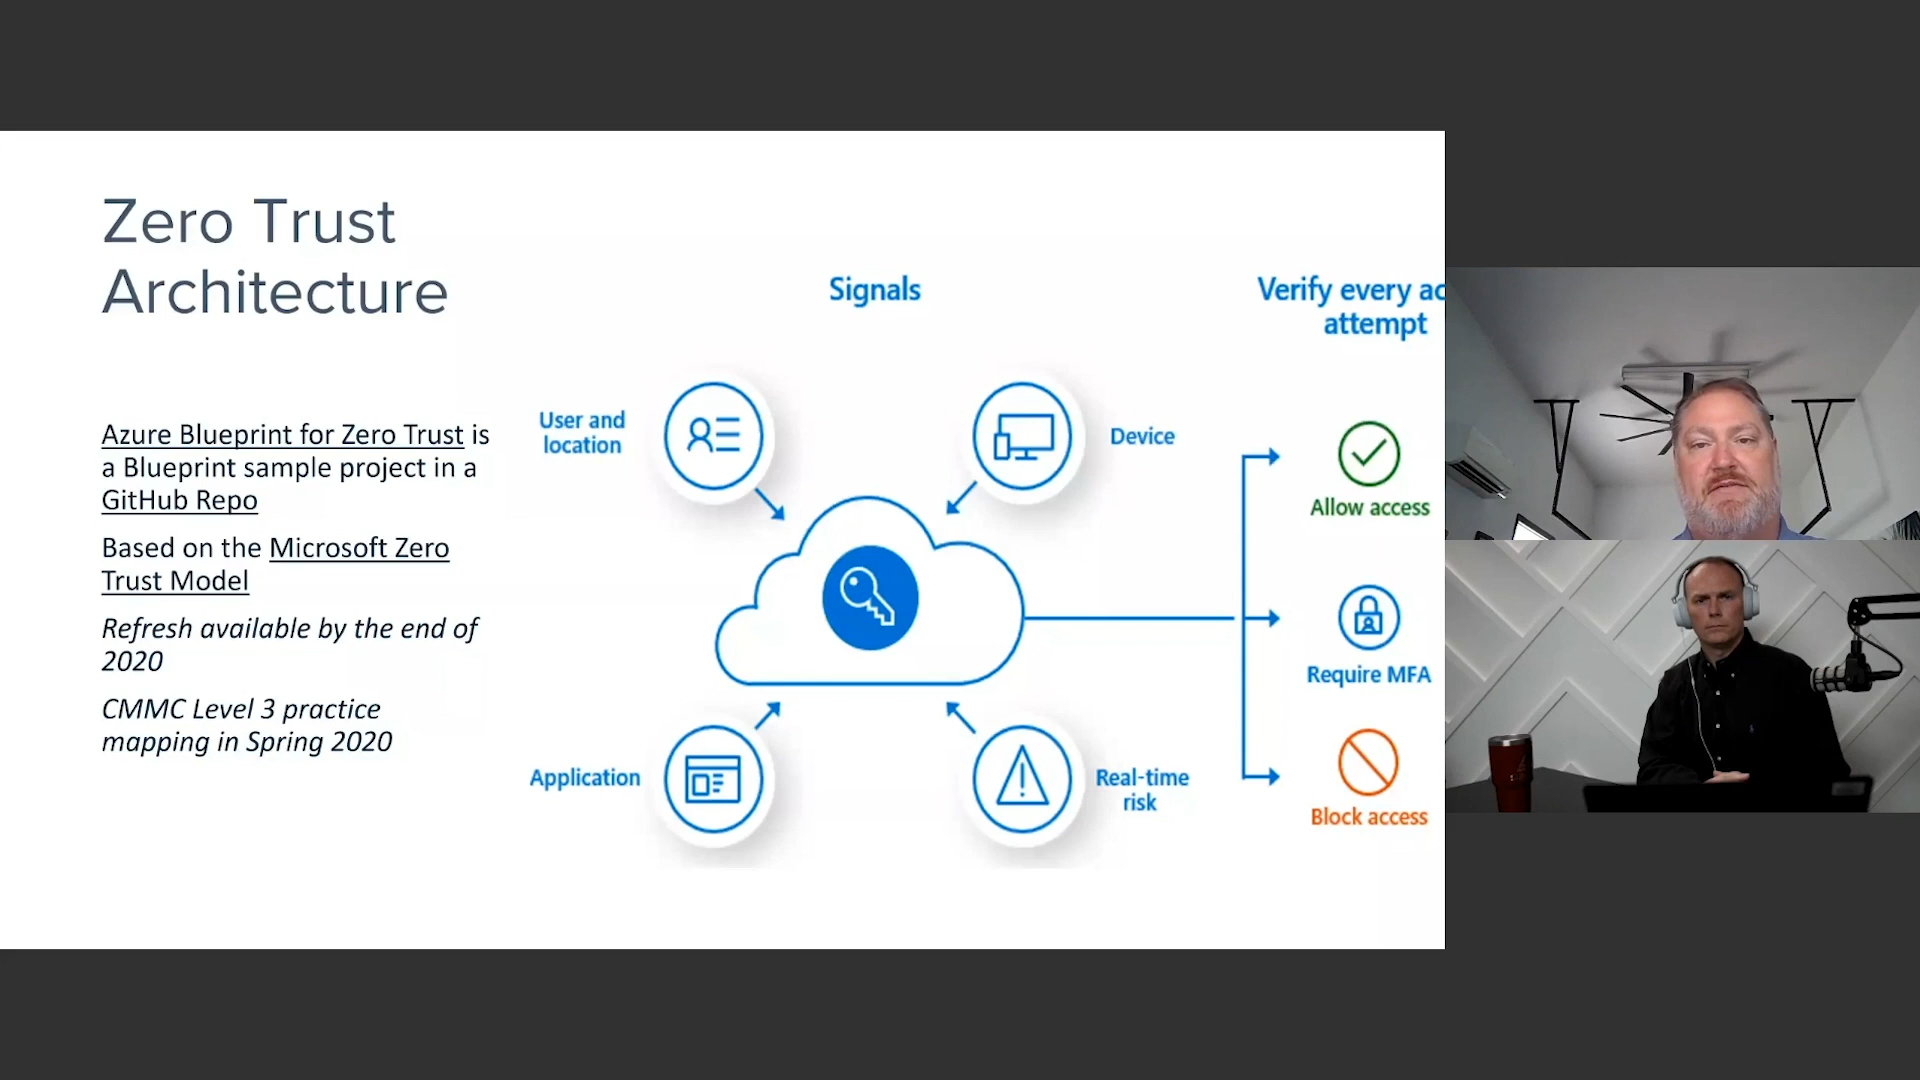 Zero Trust
Architecture
Azure Blueprint for Zero Trust is
a Blueprint sample project in a
GitHub Repo
Based on the Microsoft Zero
Trust Model
Refresh available by the end of
2020
CMMC Level 3 practice
mapping in Spring 2020
Signals
User and
location
Device
Application
Real-time
risk
Verify every ac
attempt
Allow access
Require MFA
Block access